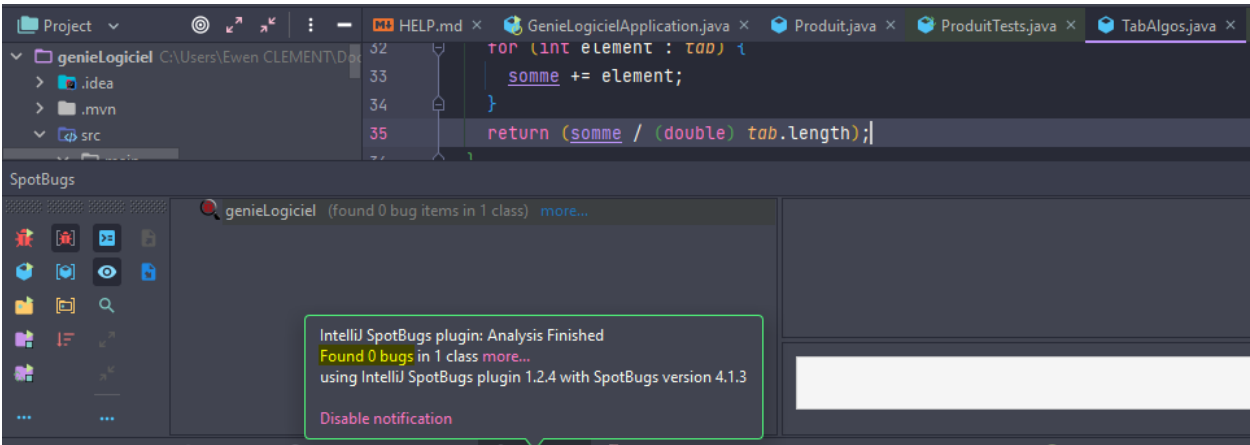 Project
HELP.md
GenieLogicielApplication.java
Produit.java
ProduitTests.java
TabAlgos.java
genieLogiciel C:\Users\Ewen CLEMENT\Doc
.idea
.mvn
src
main
32 for (int element : tab) {
33 somme += element;
34 }
35 return (somme / (double) tab.length);
}
SpotBugs
genieLogiciel (found 0 bug items in 1 class) more...
IntelliJ SpotBugs plugin: Analysis Finished
Found 0 bugs in 1 class more...
using IntelliJ SpotBugs plugin 1.2.4 with SpotBugs version 4.1.3
Disable notification